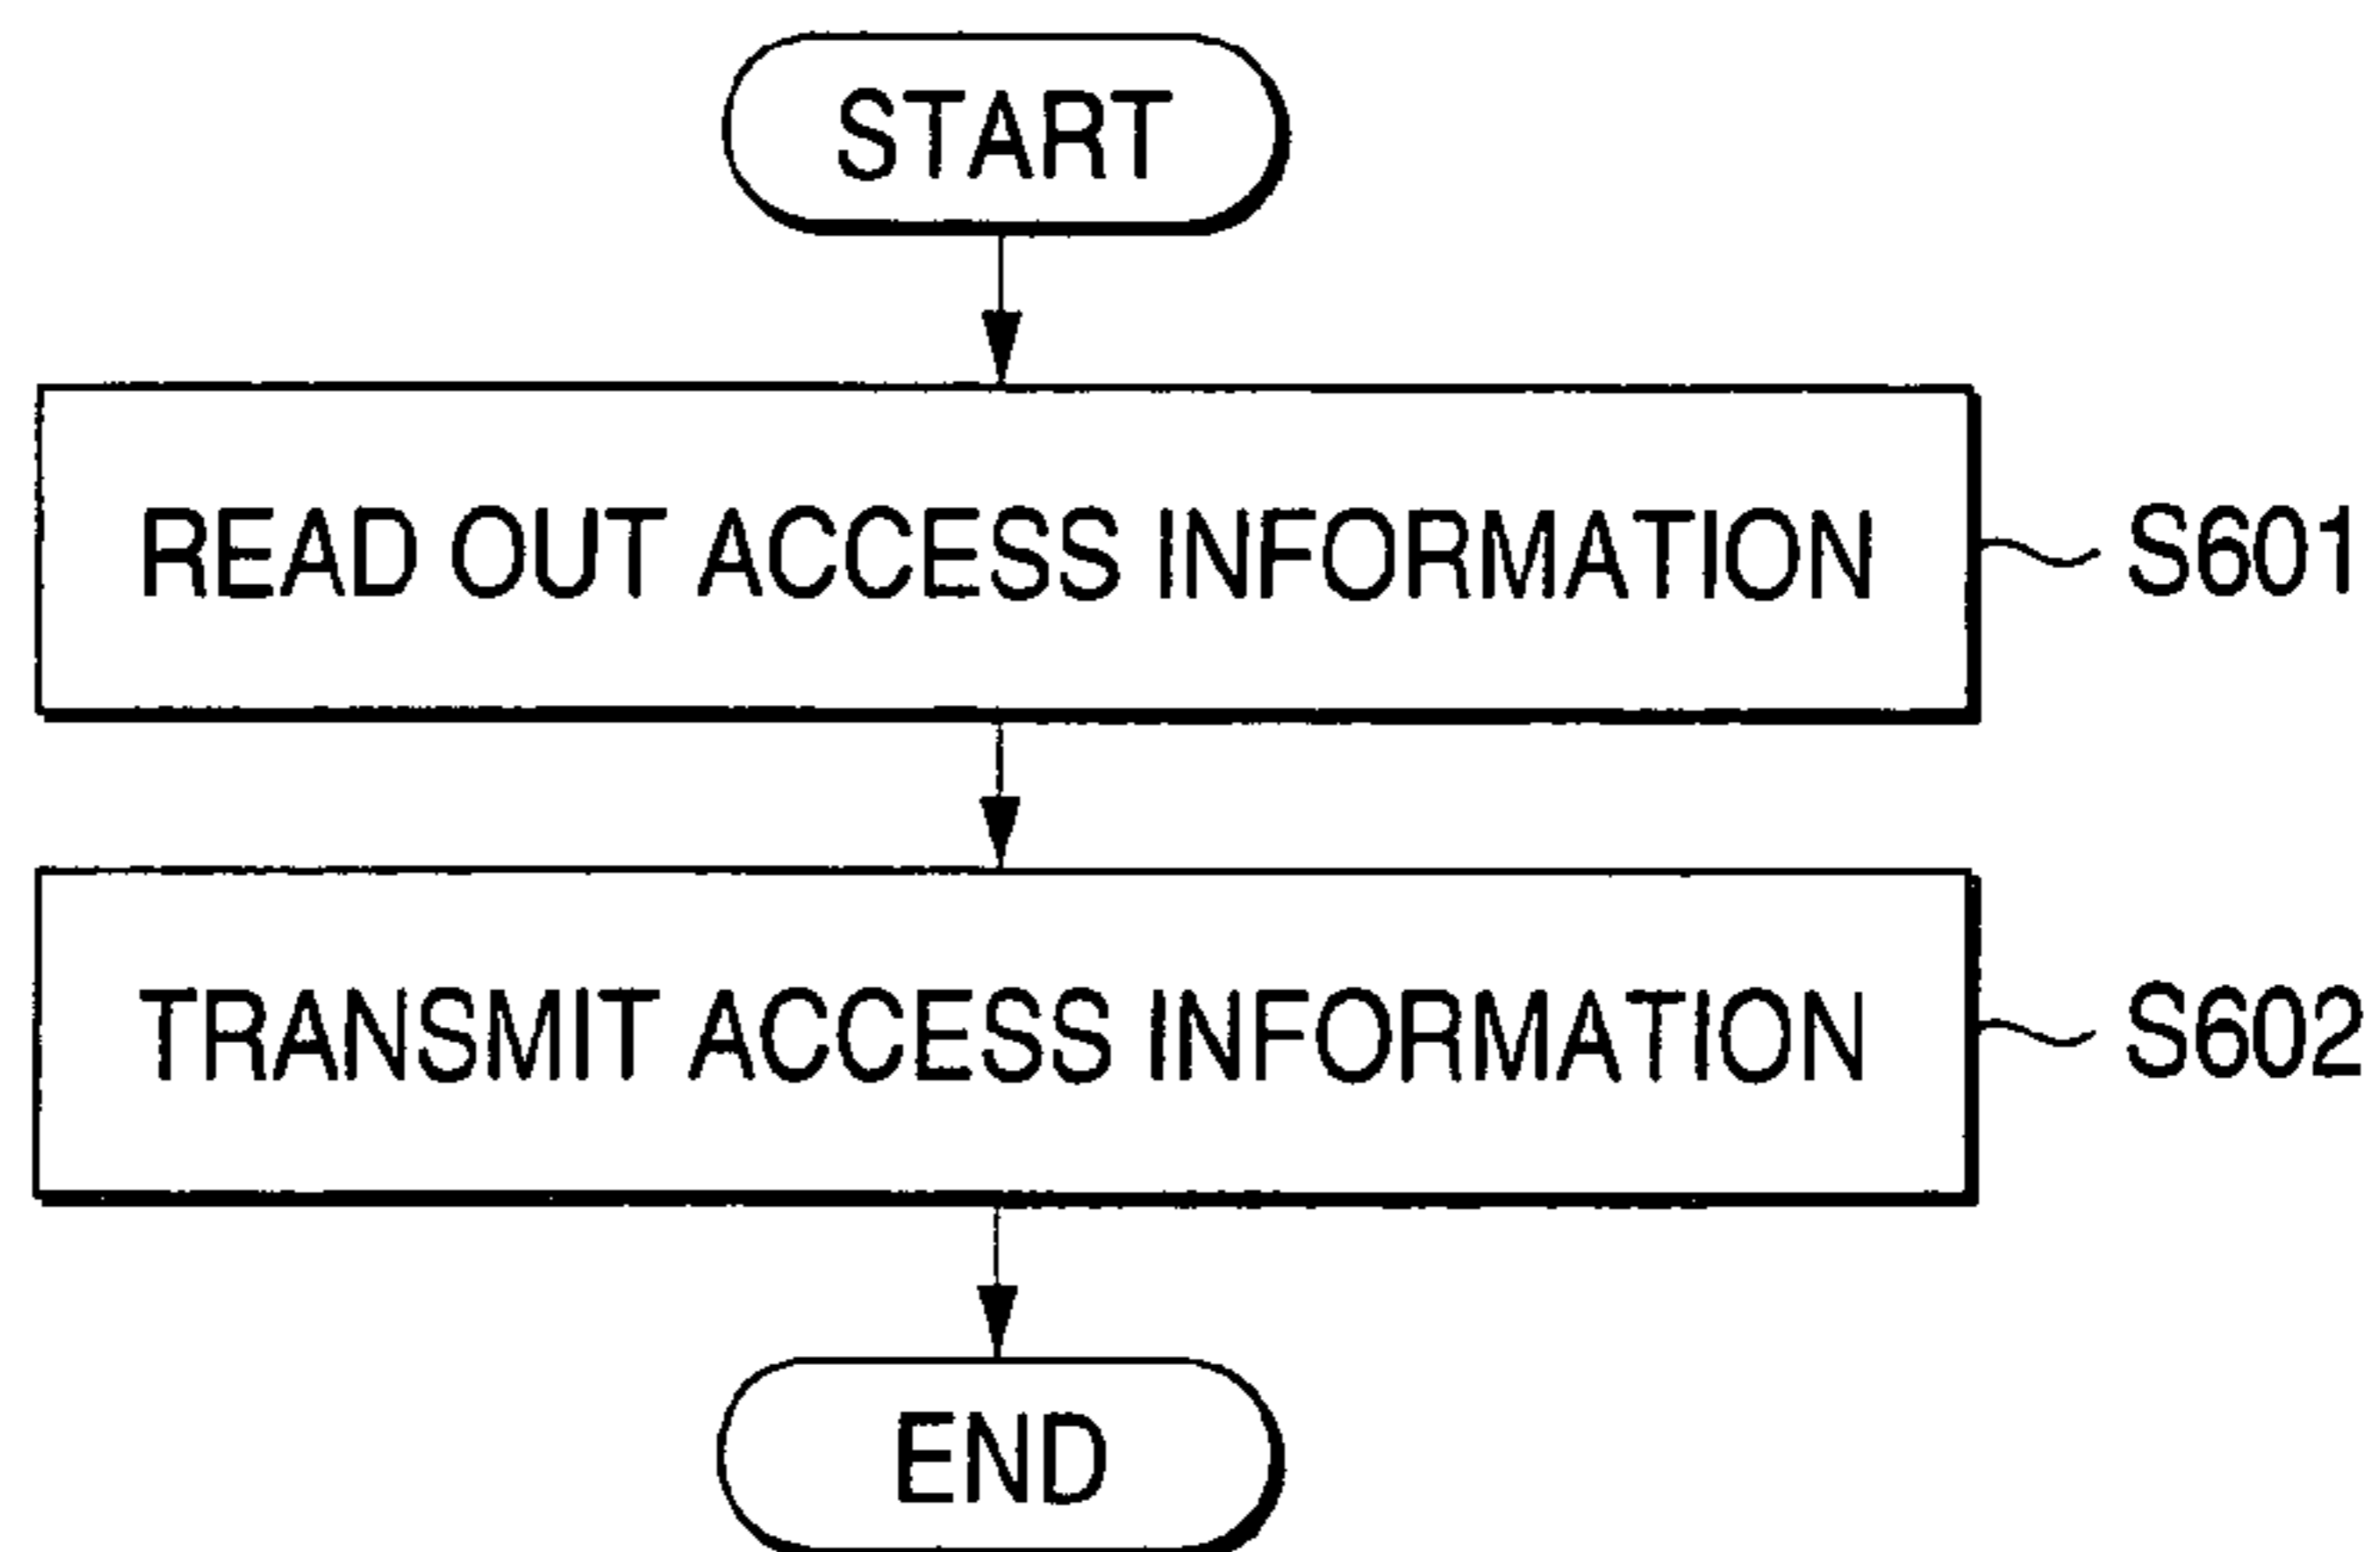 START
READ OUT ACCESS INFORMATION
S601
TRANSMIT ACCESS INFORMATION
S602
END